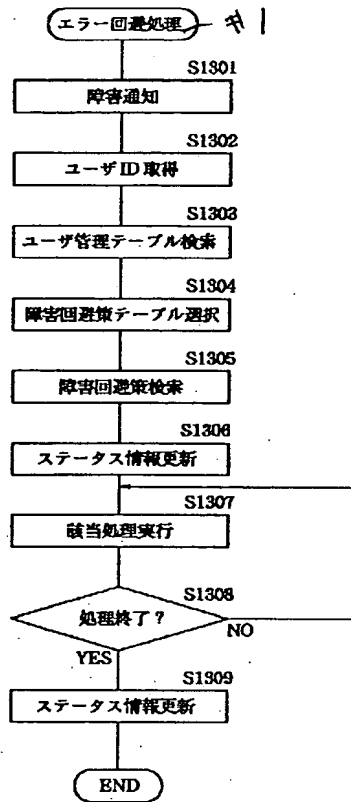 エラー回避処理
S1301
障害通知
S1302
ユーザID取得
S1303
ユーザ管理テーブル検索
S1304
障害回避策テーブル選択
S1305
障害回避策検索
S1306
ステータス情報更新
S1307
該当処理実行
S1308
処理終了?
NO
YES
S1309
ステータス情報更新
END